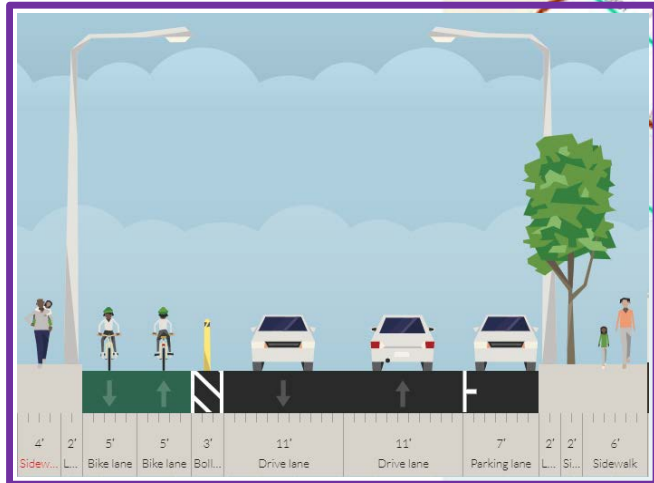 4' 2' 5' 5' 3' 11' 11' 7' 2' 2' 6'
Sidew... L... Bike lane Bike lane Boll... Drive lane Drive lane Parking lane L... Si... Sidewalk